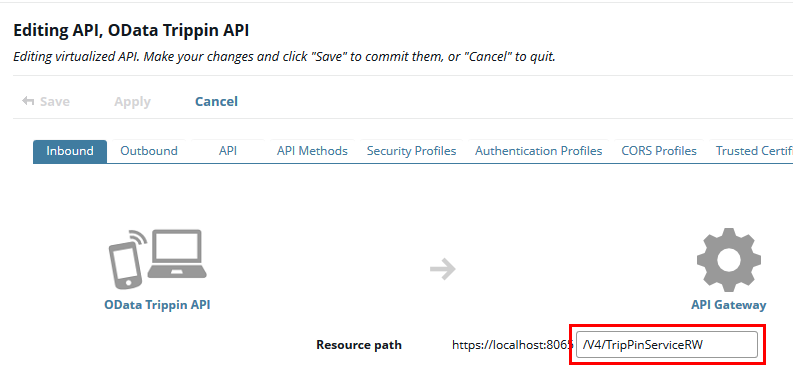 Editing API, OData Trippin API
Editing virtualized API. Make your changes and click "Save" to commit them, or "Cancel" to quit.
Save Apply Cancel
Inbound Outbound API API Methods Security Profiles Authentication Profiles CORS Profiles Trusted Certifi
OData Trippin API API Gateway
Resource path https://localhost:8065 /V4/TripPinServiceRW